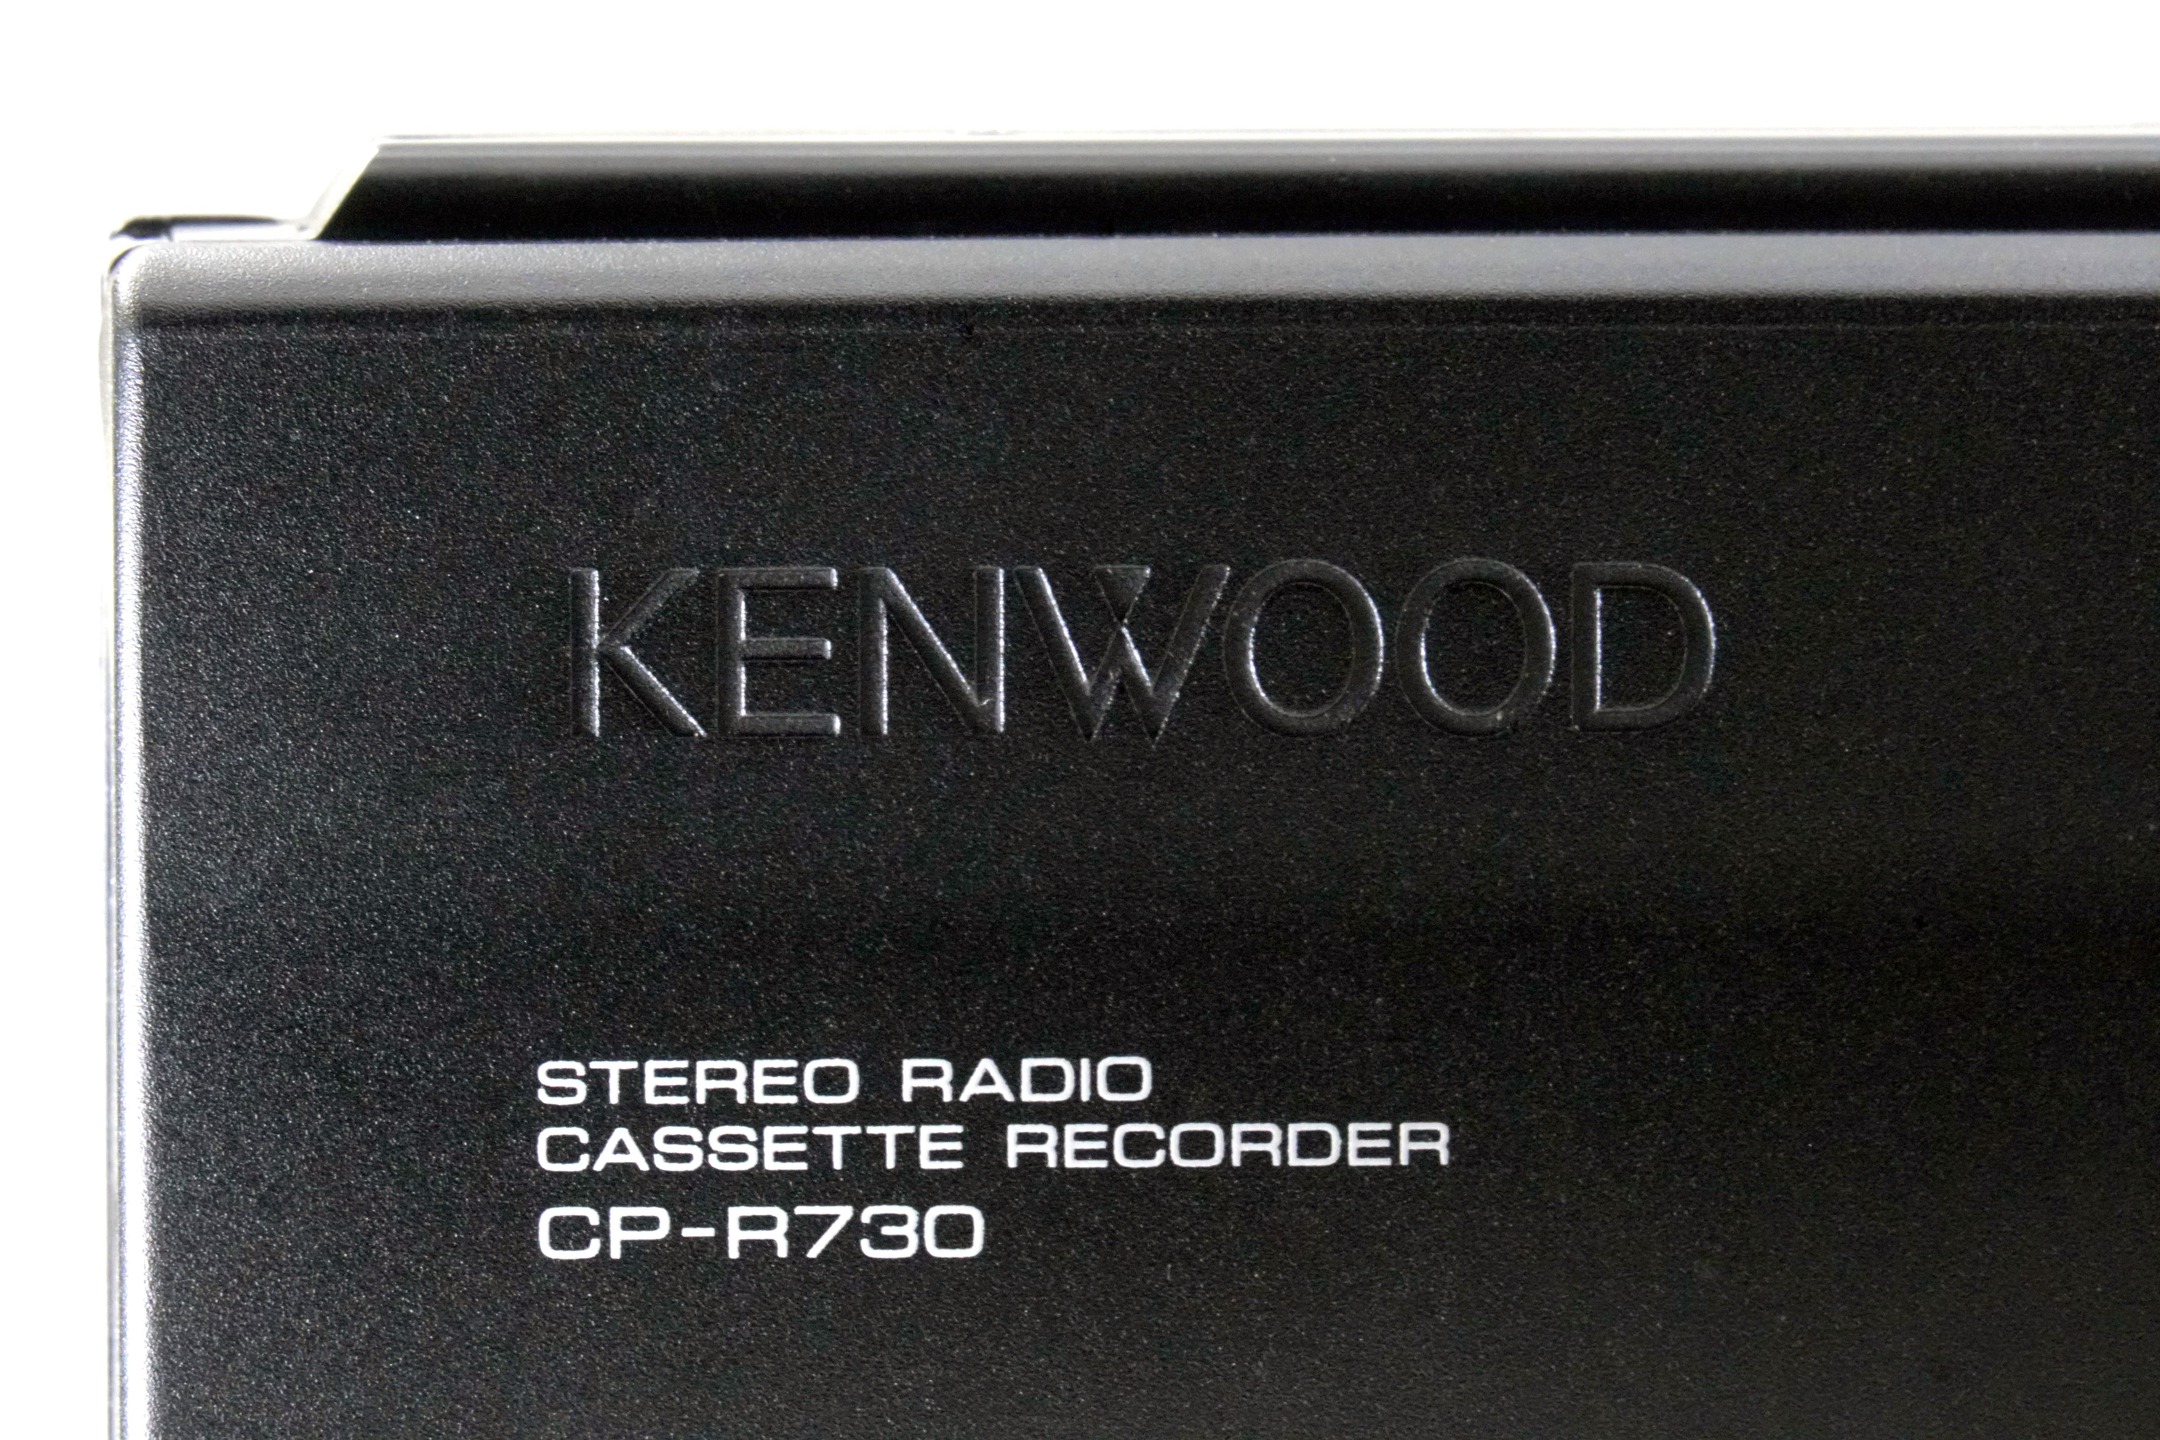 KENWOOD
STEREO RADIO
CASSETTE RECORDER
CP-R730